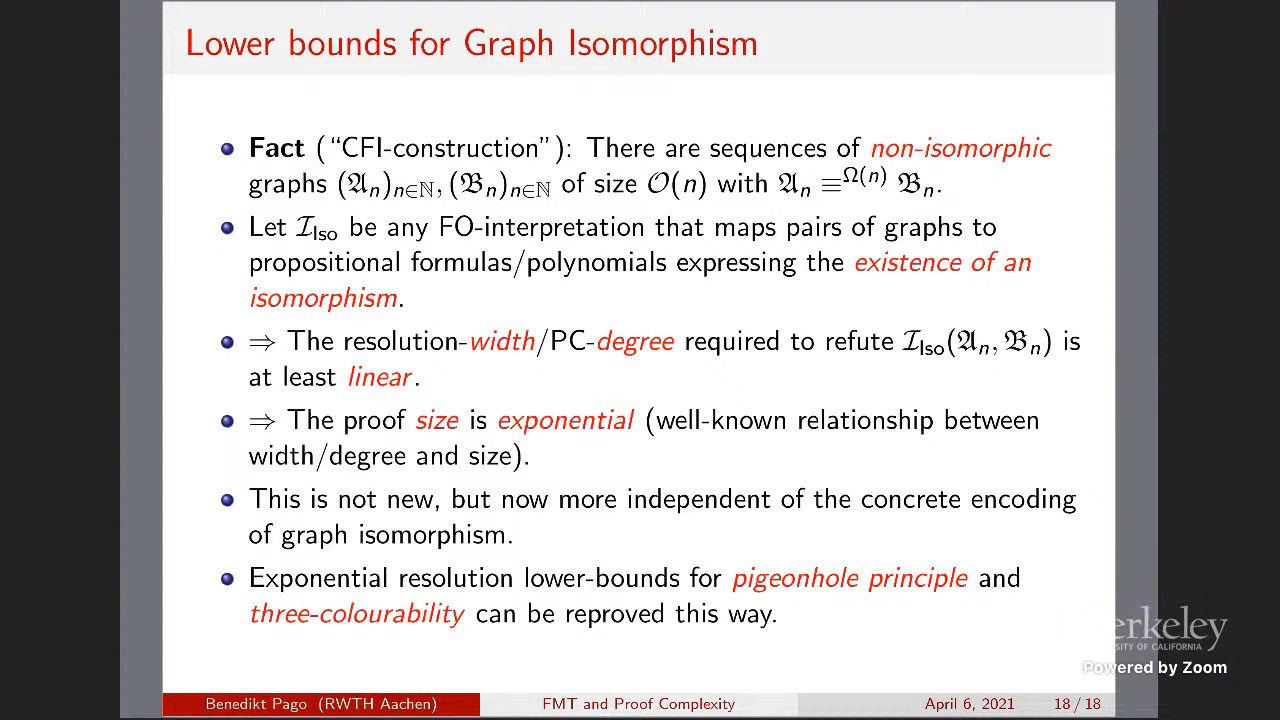 Lower bounds for Graph Isomorphism
Fact (“CFI-construction”): There are sequences of non-isomorphic
graphs (𝔄ₙ)ₙ∈ℕ, (𝔅ₙ)ₙ∈ℕ of size 𝒪(n) with 𝔄ₙ ≡^Ω(n) 𝔅ₙ.
Let ℐ_Iso be any FO-interpretation that maps pairs of graphs to
propositional formulas/polynomials expressing the existence of an
isomorphism.
⇒ The resolution-width/PC-degree required to refute ℐ_Iso(𝔄ₙ, 𝔅ₙ) is
at least linear.
⇒ The proof size is exponential (well-known relationship between
width/degree and size).
This is not new, but now more independent of the concrete encoding
of graph isomorphism.
Exponential resolution lower-bounds for pigeonhole principle and
three-colourability can be reproved this way.
erkeley
SITY OF CALIFORNIA
Powered by Zoom
Benedikt Pago (RWTH Aachen) FMT and Proof Complexity April 6, 2021 18 / 18